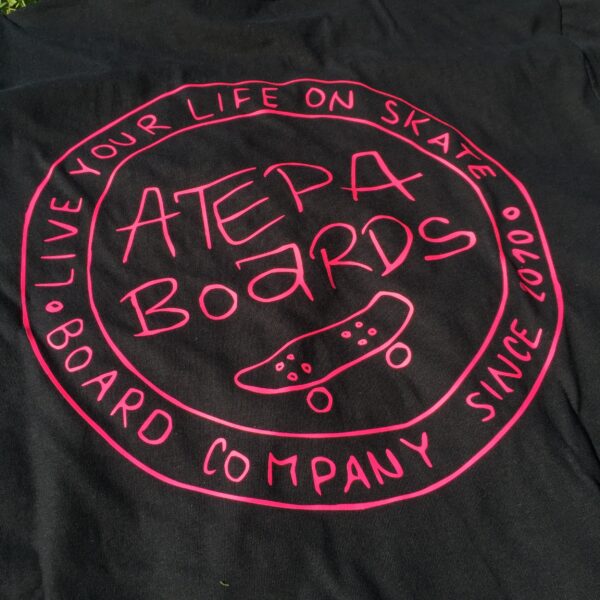 LIVE YOUR LIFE ON SKATE
ATEPA
BOARDS
BOARD COMPANY SINCE 2010